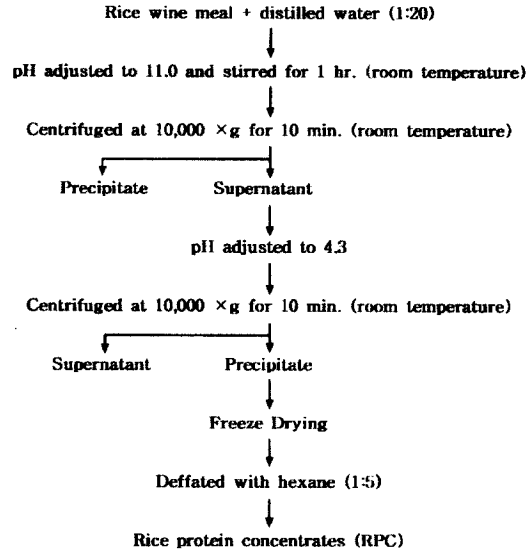 Rice wine meal + distilled water (1:20)
pH adjusted to 11.0 and stirred for 1 hr. (room temperature)
Centrifuged at 10,000 ×g for 10 min. (room temperature)
Precipitate Supernatant
pH adjusted to 4.3
Centrifuged at 10,000 ×g for 10 min. (room temperature)
Supernatant Precipitate
Freeze Drying
Deffated with hexane (1:5)
Rice protein concentrates (RPC)